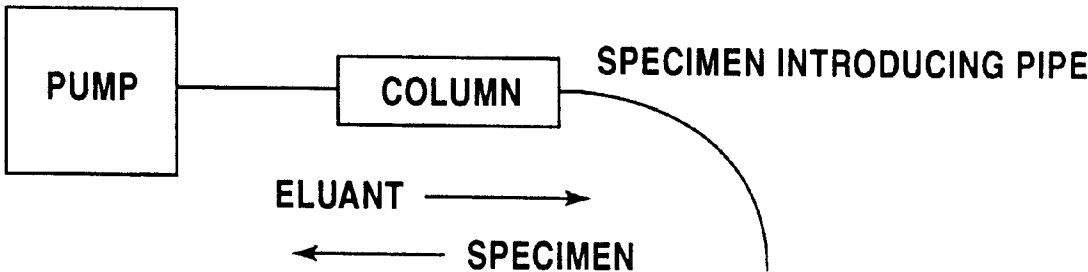 SPECIMEN INTRODUCING PIPE
PUMP
COLUMN
ELUANT
SPECIMEN